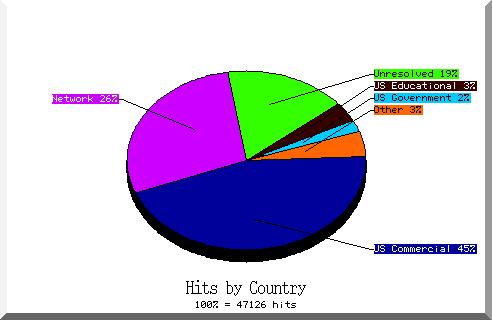 Unresolved 19%
US Educational 3%
Network 26%
US Government 2%
Other 3%
US Commercial 45%
Hits by Country
100% = 47126 hits